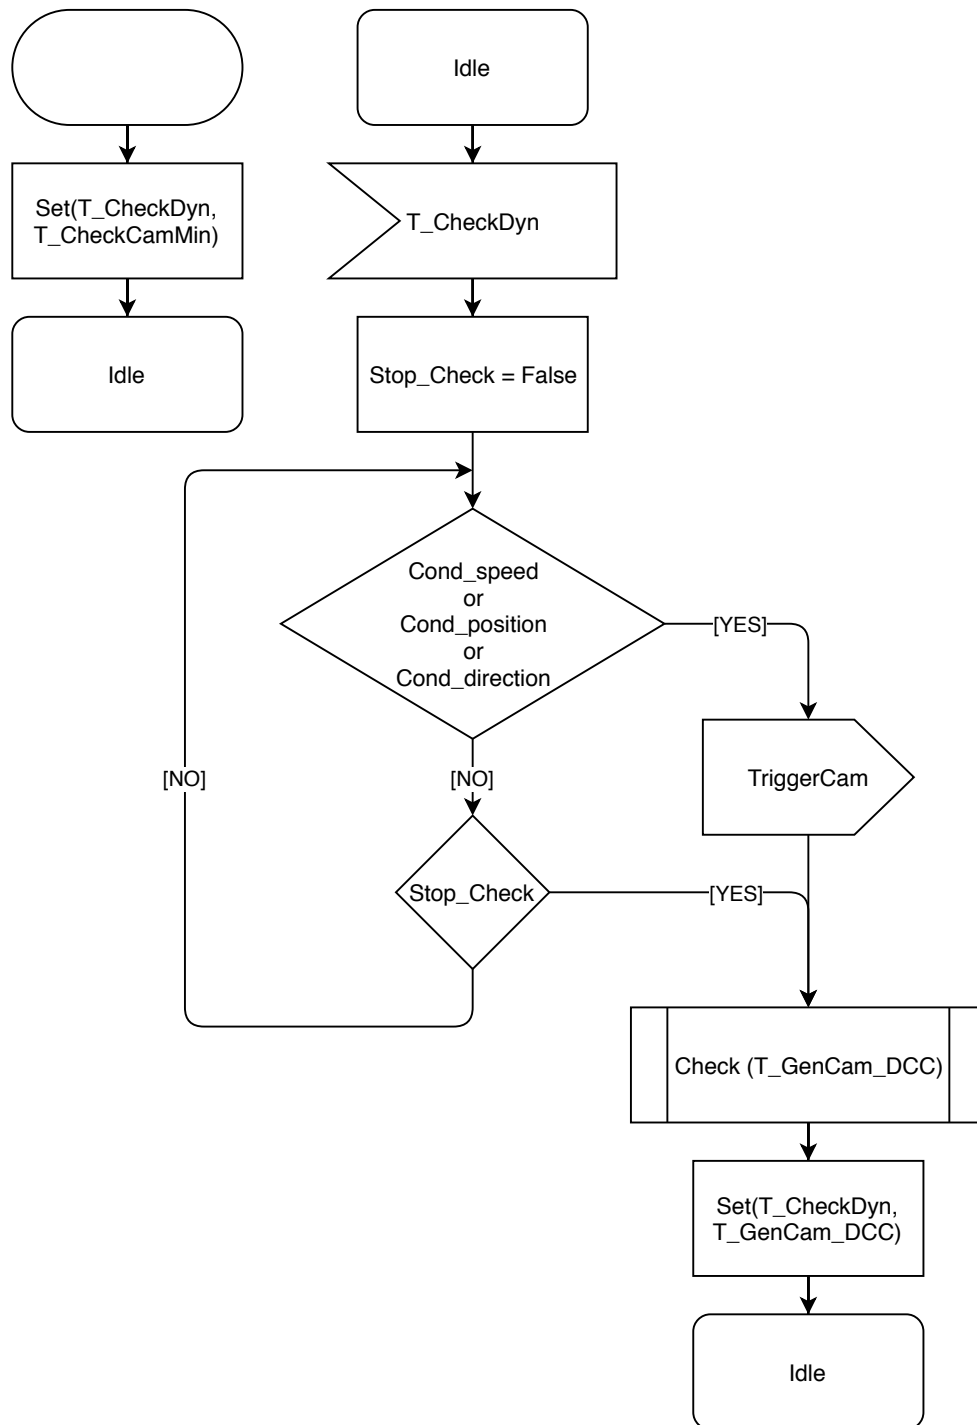 Set(T_CheckDyn,
T_CheckCamMin)
Idle
Idle
T_CheckDyn
Stop_Check = False
Cond_speed
or
Cond_position
or
Cond_direction
[YES]
TriggerCam
[NO]
[NO]
Stop_Check
[YES]
Check (T_GenCam_DCC)
Set(T_CheckDyn,
T_GenCam_DCC)
Idle